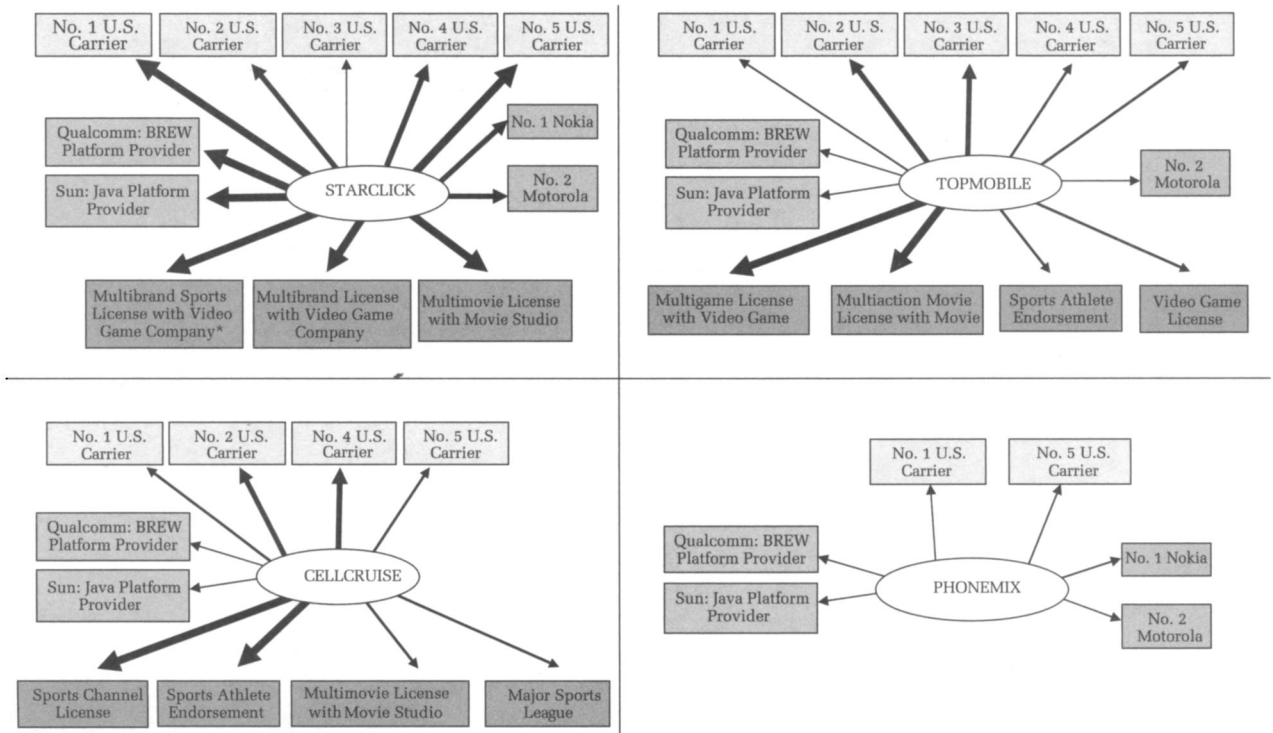 No. 1 U.S.
Carrier
No. 2 U.S.
Carrier
No. 3 U.S.
Carrier
No. 4 U.S.
Carrier
No. 5 U.S.
Carrier
Qualcomm: BREW
Platform Provider
No. 1 Nokia
Sun: Java Platform
Provider
STARCLICK
No. 2
Motorola
Multibrand Sports
License with Video
Game Company*
Multibrand License
with Video Game
Company
Multimovie License
with Movie Studio
No. 1 U.S.
Carrier
No. 2 U. S.
Carrier
No. 3 U.S.
Carrier
No. 4 U.S.
Carrier
No. 5 U.S.
Carrier
Qualcomm: BREW
Platform Provider
Sun: Java Platform
Provider
TOPMOBILE
No. 2
Motorola
Multigame License
with Video Game
Multiaction Movie
License with Movie
Sports Athlete
Endorsement
Video Game
License
No. 1 U.S.
Carrier
No. 2 U.S.
Carrier
No. 4 U.S.
Carrier
No. 5 U.S.
Carrier
Qualcomm: BREW
Platform Provider
Sun: Java Platform
Provider
CELLCRUISE
Sports Channel
License
Sports Athlete
Endorsement
Multimovie License
with Movie Studio
Major Sports
League
No. 1 U.S.
Carrier
No. 5 U.S.
Carrier
Qualcomm: BREW
Platform Provider
Sun: Java Platform
Provider
PHONEMIX
No. 1 Nokia
No. 2
Motorola